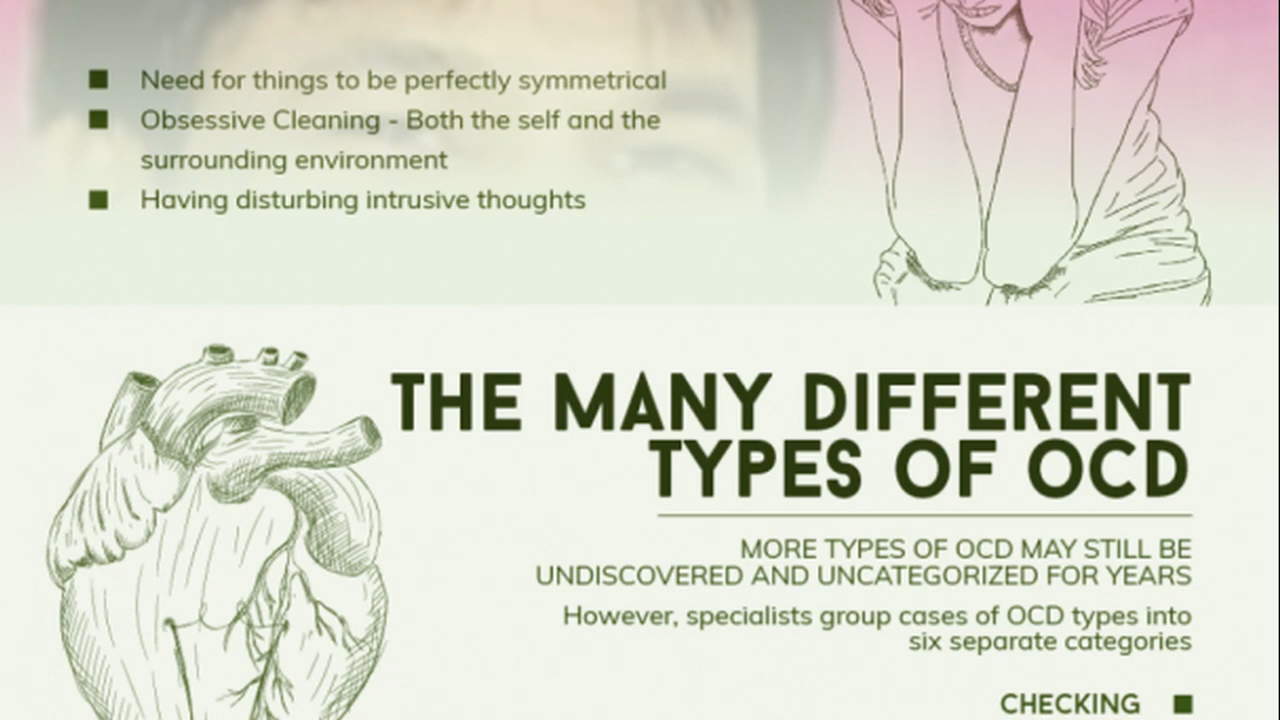 Need for things to be perfectly symmetrical
Obsessive Cleaning - Both the self and the
surrounding environment
Having disturbing intrusive thoughts
THE MANY DIFFERENT
TYPES OF OCD
MORE TYPES OF OCD MAY STILL BE
UNDISCOVERED AND UNCATEGORIZED FOR YEARS
However, specialists group cases of OCD types into
six separate categories
CHECKING